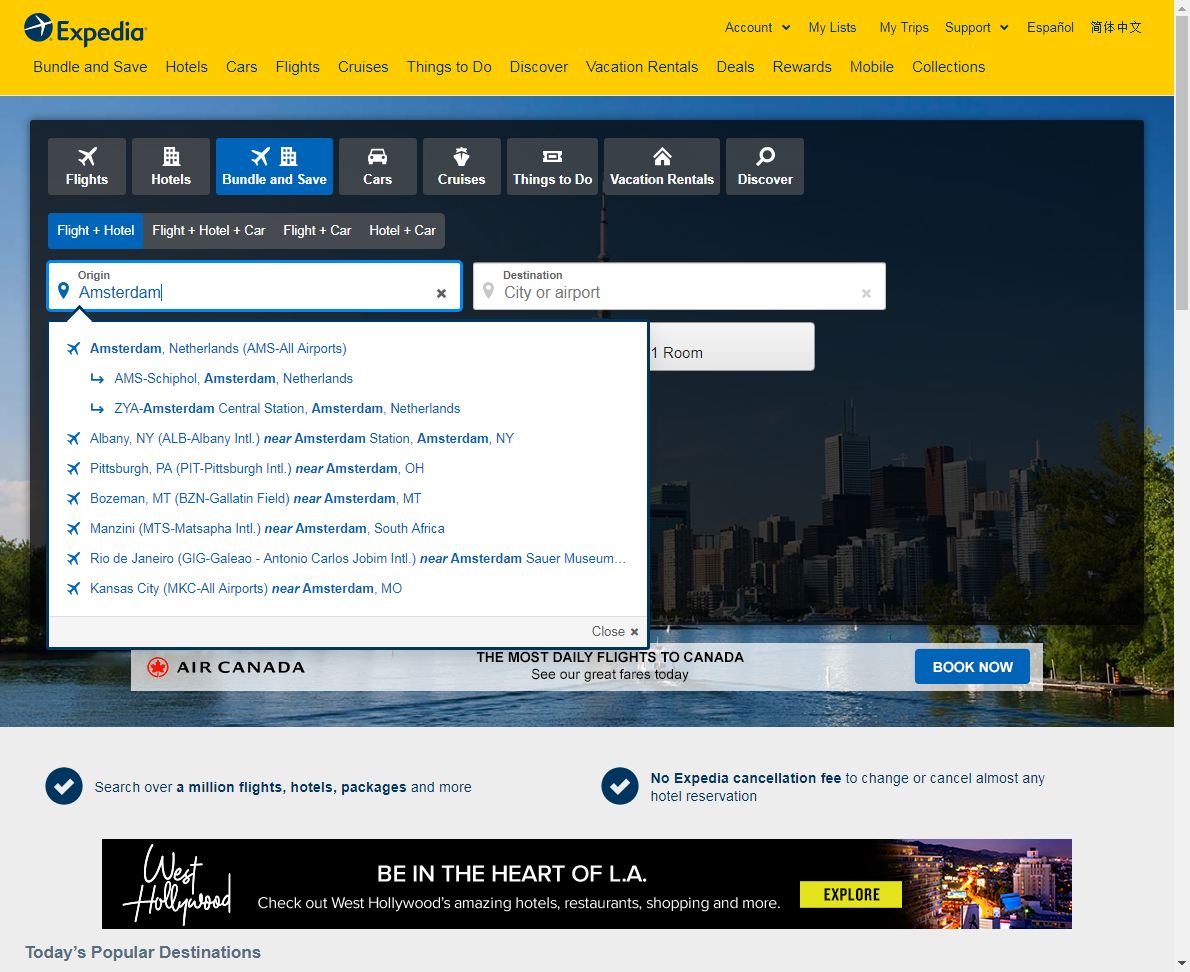 Expedia
Account My Lists My Trips Support Español 简体中文
Bundle and Save Hotels Cars Flights Cruises Things to Do Discover Vacation Rentals Deals Rewards Mobile Collections
Flights Hotels Bundle and Save Cars Cruises Things to Do Vacation Rentals Discover
Flight + Hotel Flight + Hotel + Car Flight + Car Hotel + Car
Origin
Amsterdam
Destination
City or airport
1 Room
Amsterdam, Netherlands (AMS-All Airports)
AMS-Schiphol, Amsterdam, Netherlands
ZYA-Amsterdam Central Station, Amsterdam, Netherlands
Albany, NY (ALB-Albany Intl.) near Amsterdam Station, Amsterdam, NY
Pittsburgh, PA (PIT-Pittsburgh Intl.) near Amsterdam, OH
Bozeman, MT (BZN-Gallatin Field) near Amsterdam, MT
Manzini (MTS-Matsapha Intl.) near Amsterdam, South Africa
Rio de Janeiro (GIG-Galeao - Antonio Carlos Jobim Intl.) near Amsterdam Sauer Museum…
Kansas City (MKC-All Airports) near Amsterdam, MO
Close
AIR CANADA
THE MOST DAILY FLIGHTS TO CANADA
See our great fares today
BOOK NOW
Search over a million flights, hotels, packages and more
No Expedia cancellation fee to change or cancel almost any
hotel reservation
West
Hollywood
BE IN THE HEART OF L.A.
Check out West Hollywood's amazing hotels, restaurants, shopping and more.
EXPLORE
Today's Popular Destinations